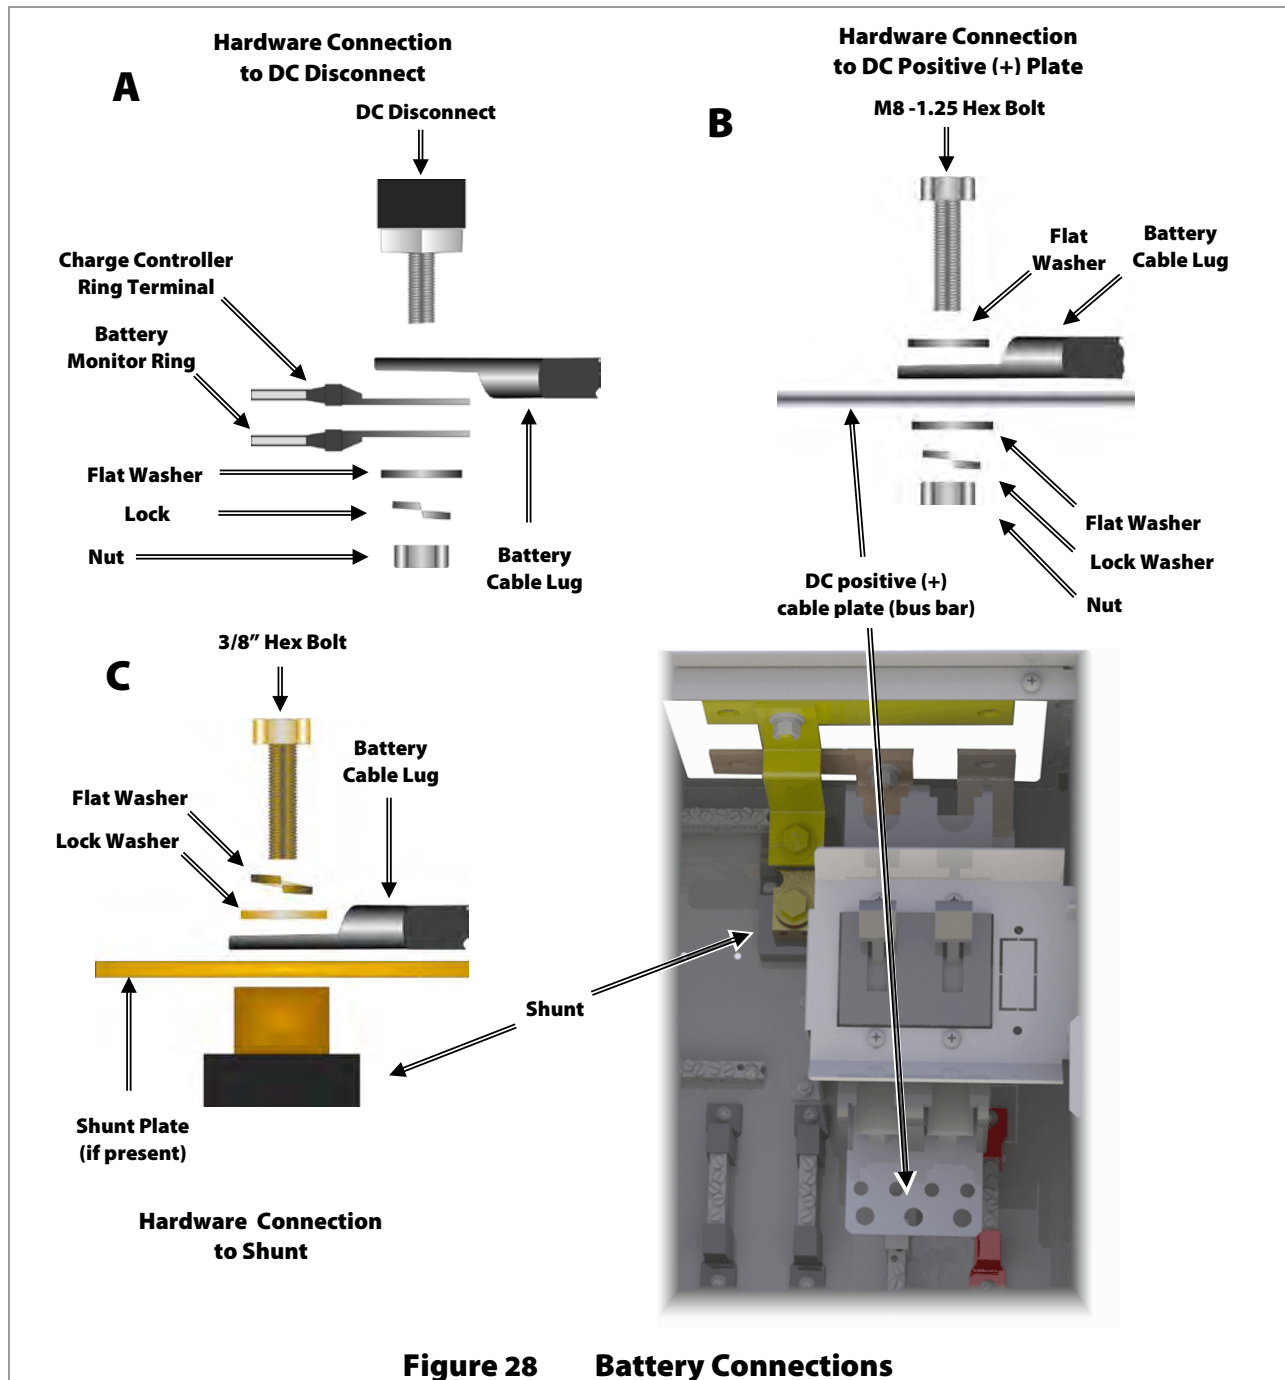 Hardware Connection
to DC Disconnect
A
DC Disconnect
Charge Controller
Ring Terminal
Battery
Monitor Ring
Flat Washer
Lock
Nut
Battery
Cable Lug
Hardware Connection
to DC Positive (+) Plate
B
M8 -1.25 Hex Bolt
Flat
Washer
Battery
Cable Lug
Flat Washer
Lock Washer
Nut
DC positive (+)
cable plate (bus bar)
3/8” Hex Bolt
C
Battery
Cable Lug
Flat Washer
Lock Washer
Shunt
Shunt Plate
(if present)
Hardware Connection
to Shunt
Figure 28 Battery Connections